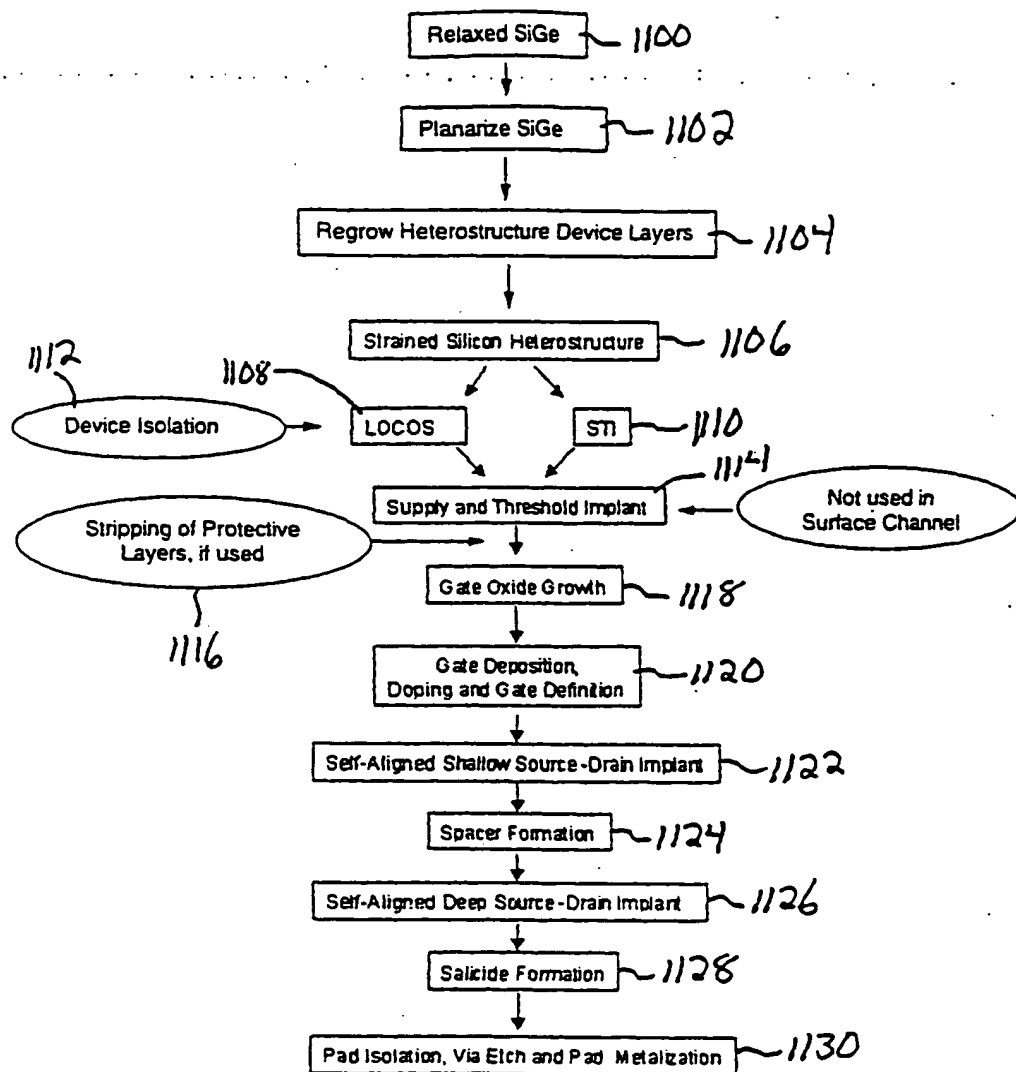 Relaxed SiGe 1100
Planarize SiGe 1102
Regrow Heterostructure Device Layers 1104
Strained Silicon Heterostructure 1106
1112
1108
Device Isolation
LOCOS
STI 1110
1114
Supply and Threshold Implant
Not used in
Surface Channel
Stripping of Protective
Layers, if used
1116
Gate Oxide Growth 1118
Gate Deposition,
Doping and Gate Definition 1120
Self-Aligned Shallow Source-Drain Implant 1122
Spacer Formation 1124
Self-Aligned Deep Source-Drain Implant 1126
Salicide Formation 1128
Pad Isolation, Via Etch and Pad Metalization 1130